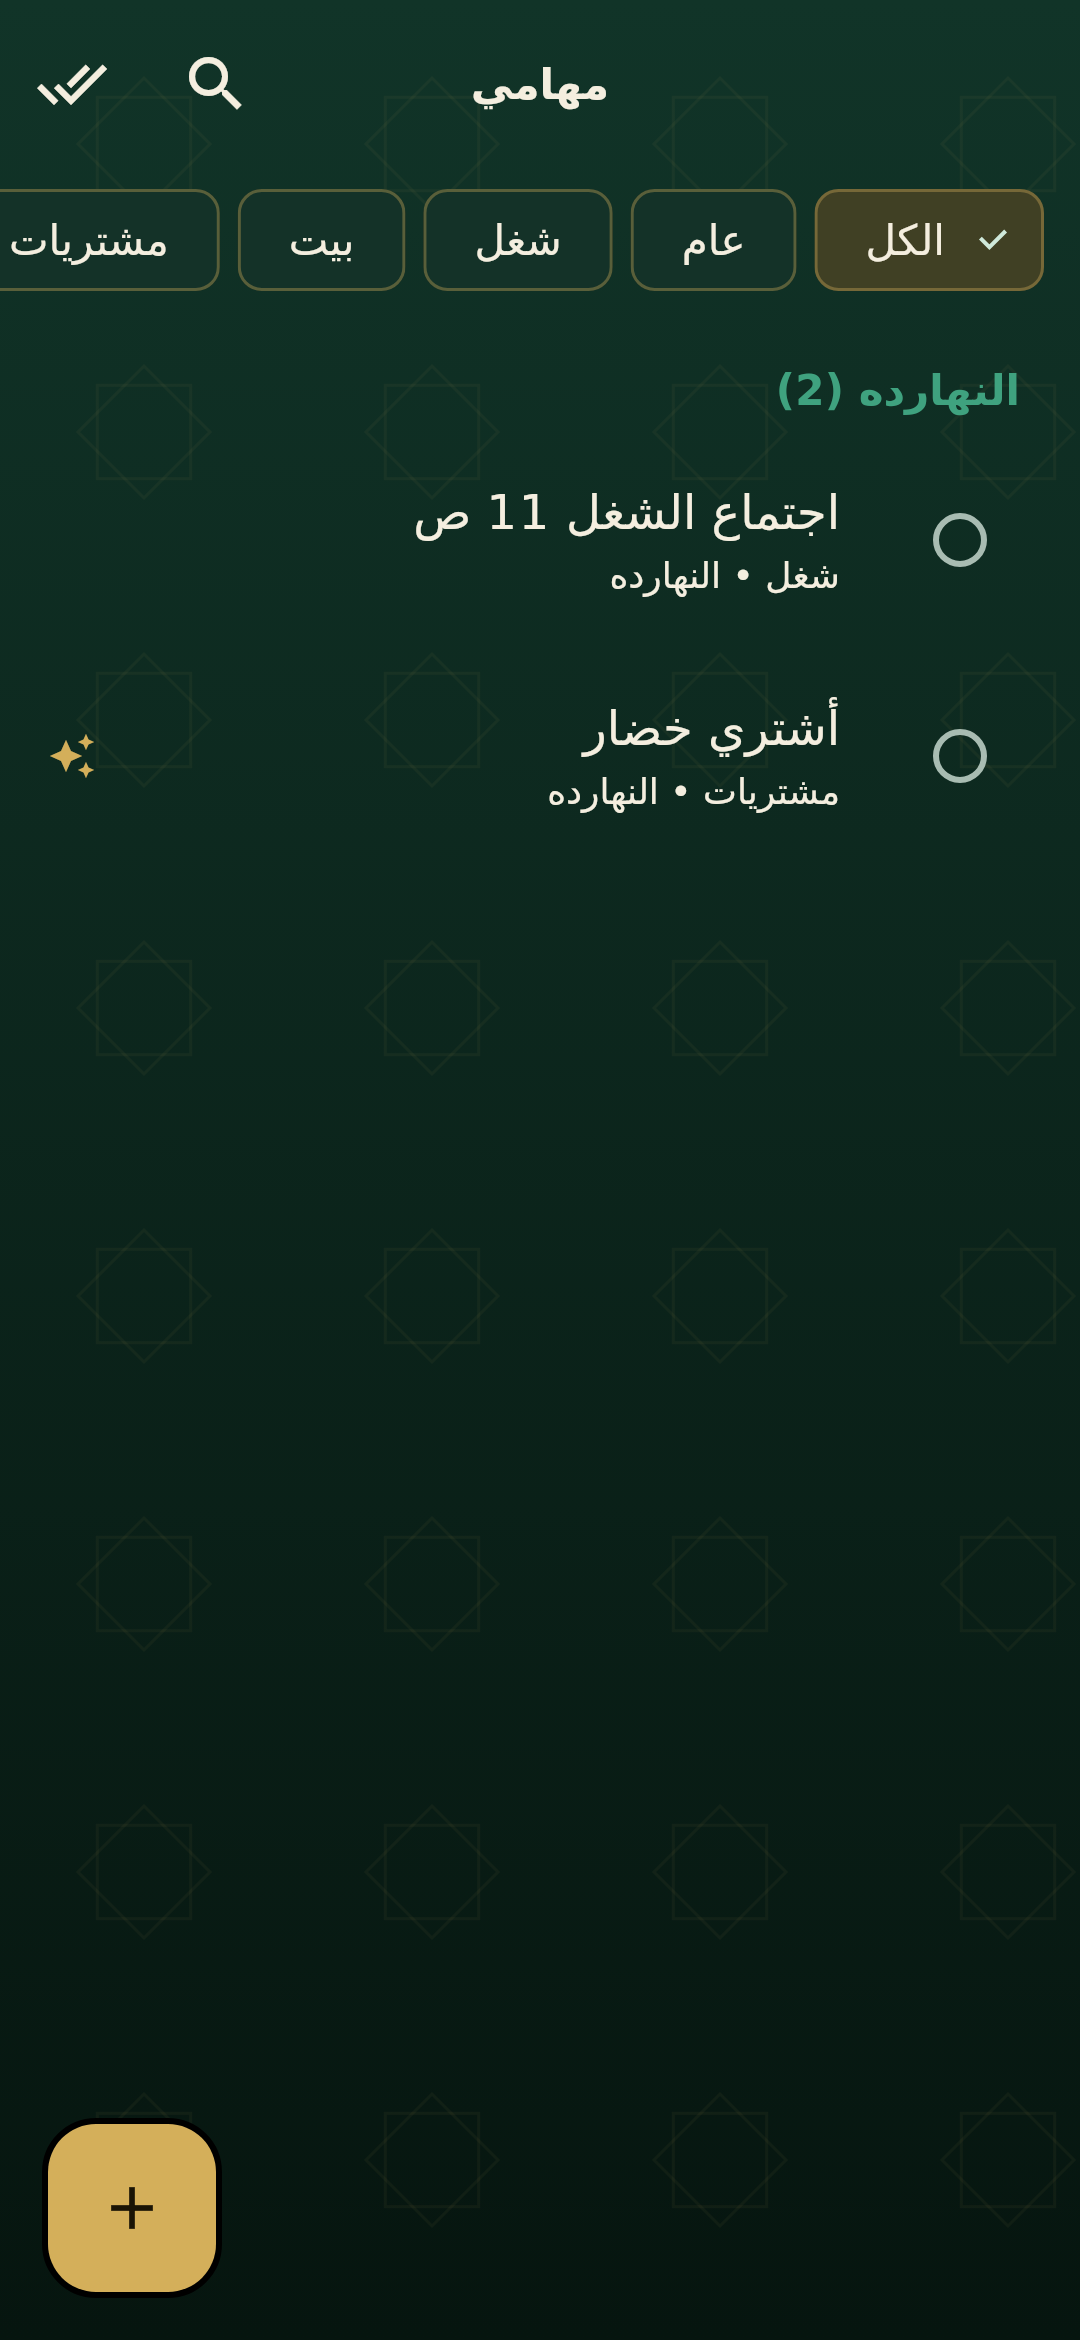 مهامي
الكل
عام
شغل
بيت
مشتريات
النهارده (2)
اجتماع الشغل 11 ص
شغل • النهارده
أشتري خضار
مشتريات • النهارده